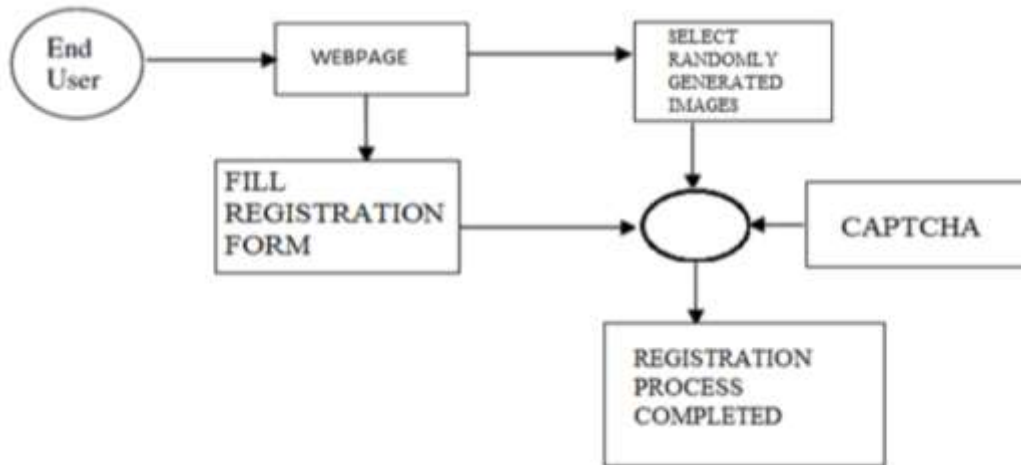 End
User
WEBPAGE
SELECT
RANDOMLY
GENERATED
IMAGES
FILL
REGISTRATION
FORM
CAPTCHA
REGISTRATION
PROCESS
COMPLETED